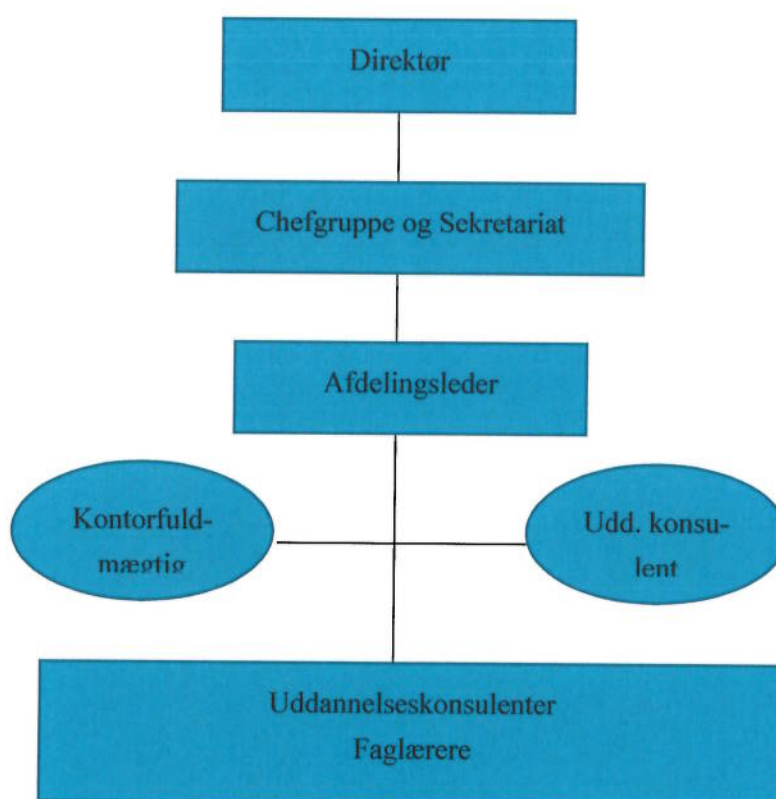 Direktør
Chefgruppe og Sekretariat
Afdelingsleder
Kontorfuld-
mægtig
Udd. konsu-
lent
Uddannelseskonsulenter
Faglærere